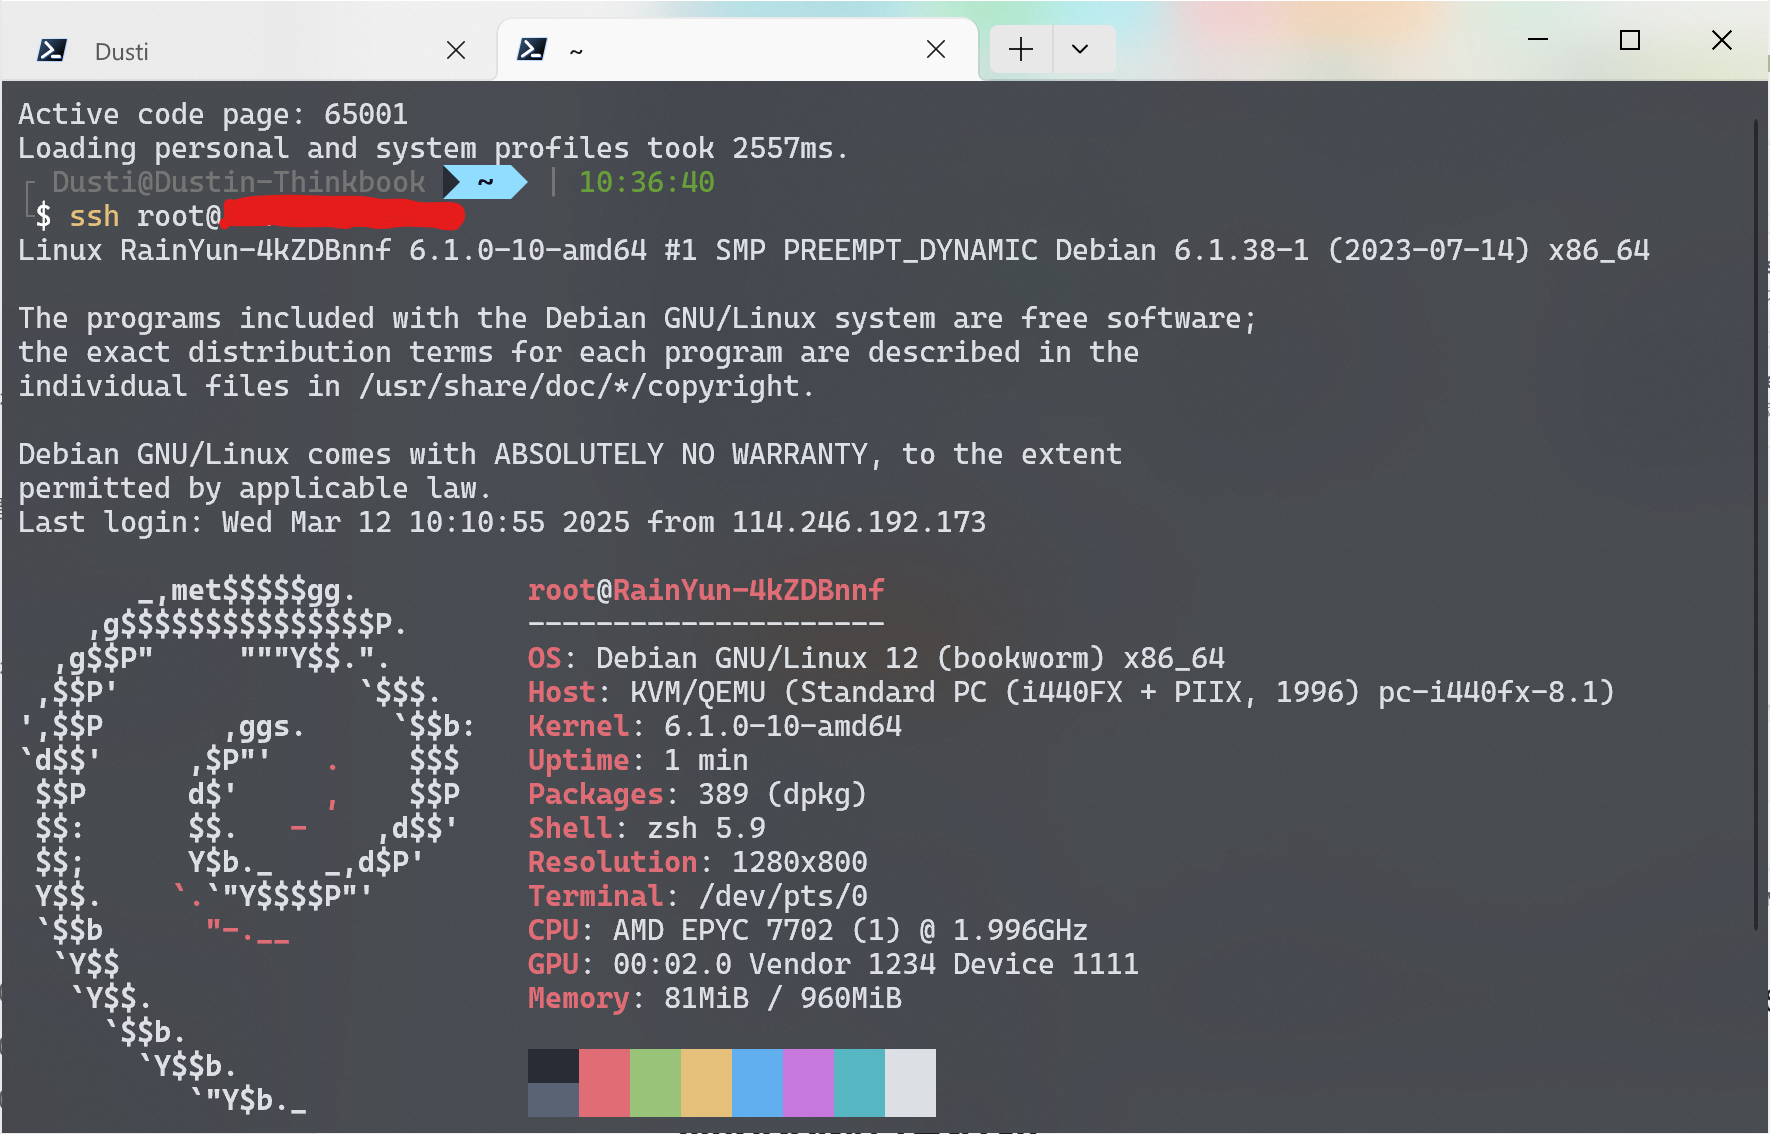 Dusti
~
Active code page: 65001
Loading personal and system profiles took 2557ms.
Dusti@Dustin-Thinkbook ~ | 10:36:40
$ ssh root@
Linux RainYun-4kZDBnnf 6.1.0-10-amd64 #1 SMP PREEMPT_DYNAMIC Debian 6.1.38-1 (2023-07-14) x86_64
The programs included with the Debian GNU/Linux system are free software;
the exact distribution terms for each program are described in the
individual files in /usr/share/doc/*/copyright.
Debian GNU/Linux comes with ABSOLUTELY NO WARRANTY, to the extent
permitted by applicable law.
Last login: Wed Mar 12 10:10:55 2025 from 114.246.192.173
_,met$$$$$gg. root@RainYun-4kZDBnnf
,g$$$$$$$$$$$$$$$P. ---------------------
,g$$P" """Y$$.". OS: Debian GNU/Linux 12 (bookworm) x86_64
,$$P' `$$$. Host: KVM/QEMU (Standard PC (i440FX + PIIX, 1996) pc-i440fx-8.1)
',$$P ,ggs. `$$b: Kernel: 6.1.0-10-amd64
`d$$' ,$P"' . $$$ Uptime: 1 min
$$P d$' , $$P Packages: 389 (dpkg)
$$: $$. - ,d$$' Shell: zsh 5.9
$$; Y$b._ _,d$P' Resolution: 1280x800
Y$$. `.`"Y$$$$P"' Terminal: /dev/pts/0
`$$b "-.__ CPU: AMD EPYC 7702 (1) @ 1.996GHz
`Y$$ GPU: 00:02.0 Vendor 1234 Device 1111
`Y$$. Memory: 81MiB / 960MiB
`$$b.
`Y$$b.
`"Y$b._